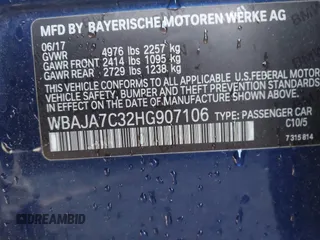 MFD BY BAYERISCHE MOTOREN WERKE AG
06/17
GVWR 4976 lbs 2257 kg
GAWR FRONT 2414 lbs 1095 kg
GAWR REAR 2729 lbs 1238 kg
THIS VEHICLE CONFORMS TO ALL
APPLICABLE U.S. FEDERAL MOTOR
VEHICLE SAFETY, BUMPER, AND
THEFT PREVENTION STANDARDS
IN EFFECT ON THE DATE OF
MANUFACTURE SHOWN ABOVE.
WBAJA7C32HG907106
TYPE: PASSENGER CAR
C10/5
7 315 814
DREAMBID